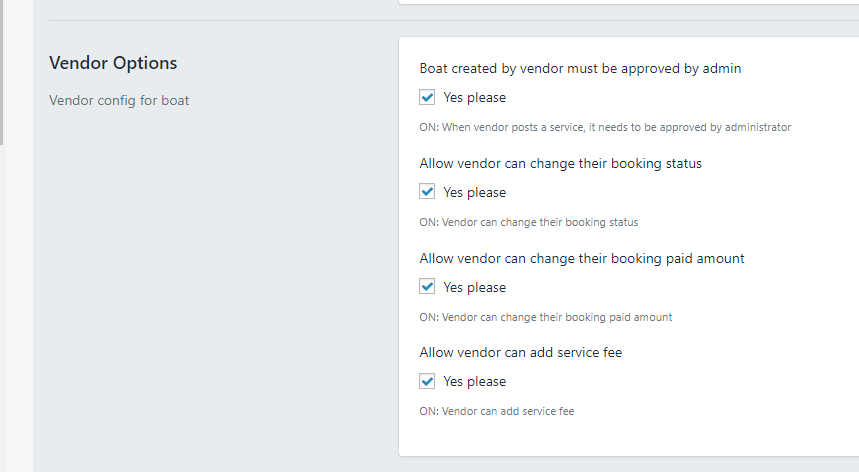 Vendor Options
Vendor config for boat
Boat created by vendor must be approved by admin
Yes please
ON: When vendor posts a service, it needs to be approved by administrator
Allow vendor can change their booking status
Yes please
ON: Vendor can change their booking status
Allow vendor can change their booking paid amount
Yes please
ON: Vendor can change their booking paid amount
Allow vendor can add service fee
Yes please
ON: Vendor can add service fee